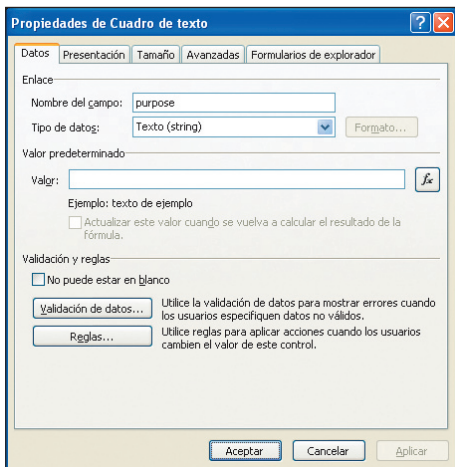 Propiedades de Cuadro de texto
Datos Presentación Tamaño Avanzadas Formularios de explorador
Enlace
Nombre del campo: purpose
Tipo de datos: Texto (string) Formato...
Valor predeterminado
Valor: fx
Ejemplo: texto de ejemplo
Actualizar este valor cuando se vuelva a calcular el resultado de la
fórmula.
Validación y reglas
No puede estar en blanco
Validación de datos... Utilice la validación de datos para mostrar errores cuando
los usuarios especifiquen datos no válidos.
Reglas... Utilice reglas para aplicar acciones cuando los usuarios
cambien el valor de este control.
Aceptar Cancelar Aplicar